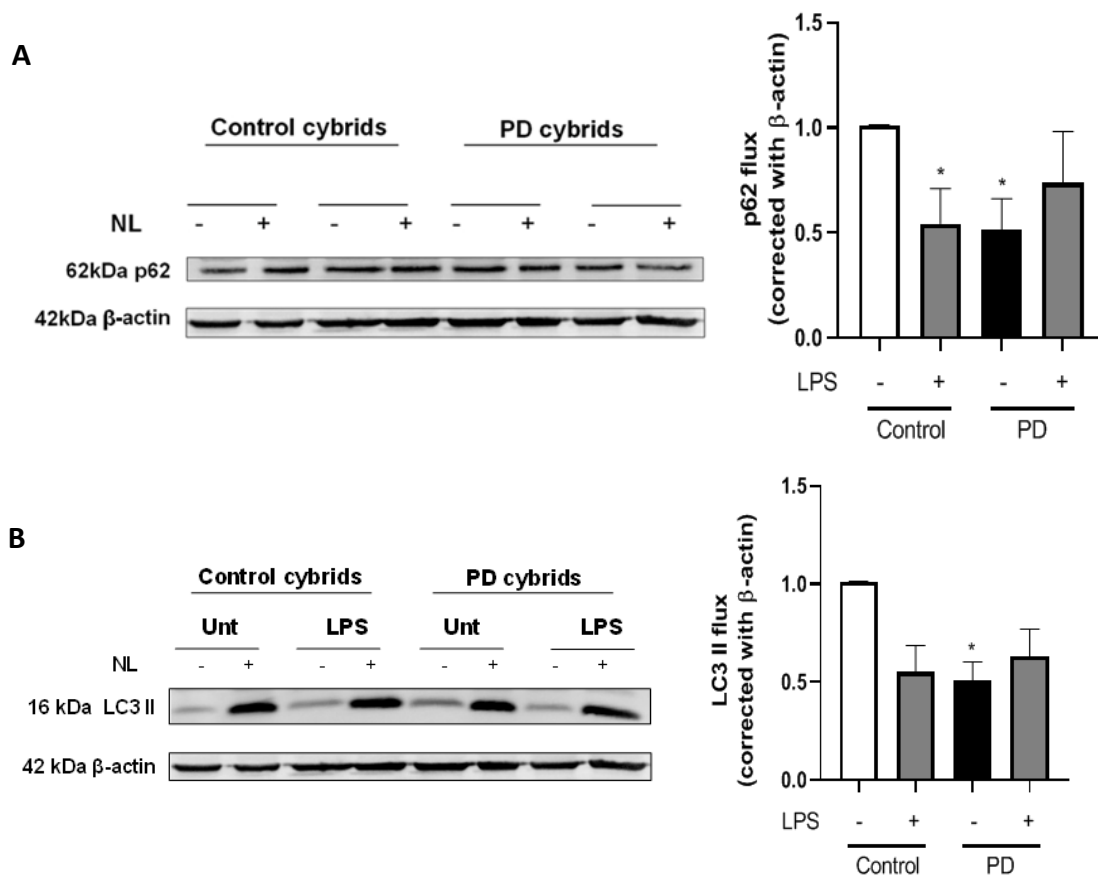 A
Control cybrids PD cybrids
NL - + - + - + - +
62kDa p62
42kDa β-actin
p62 flux
(corrected with β-actin)
1.5
1.0
0.5
0.0
LPS - + - +
Control PD
B
Control cybrids PD cybrids
Unt LPS Unt LPS
NL - + - + - + - +
16 kDa LC3 II
42 kDa β-actin
LC3 II flux
(corrected with β-actin)
1.5
1.0
0.5
0.0
*
* *
LPS - + - +
Control PD